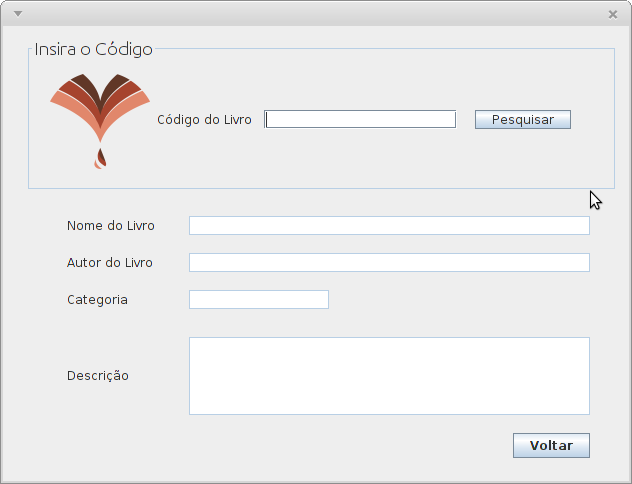 Insira o Código
Código do Livro
Pesquisar
Nome do Livro
Autor do Livro
Categoria
Descrição
Voltar